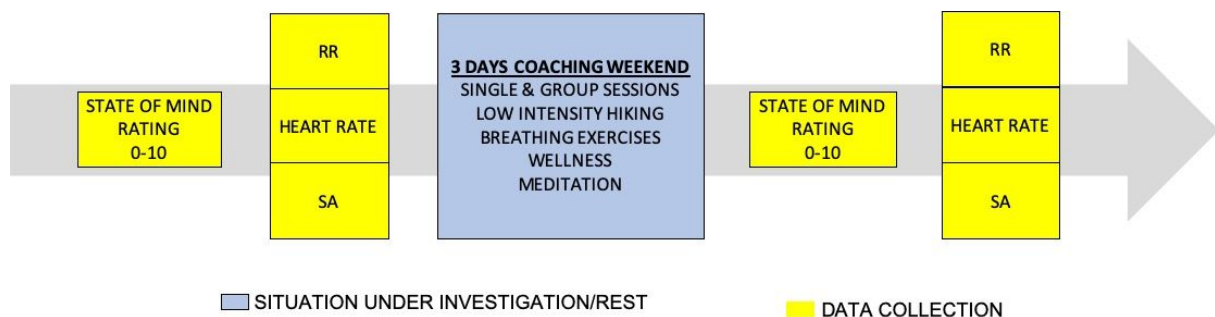 STATE OF MIND
RATING
0-10
RR
HEART RATE
SA
3 DAYS COACHING WEEKEND
SINGLE & GROUP SESSIONS
LOW INTENSITY HIKING
BREATHING EXERCISES
WELLNESS
MEDITATION
STATE OF MIND
RATING
0-10
RR
HEART RATE
SA
SITUATION UNDER INVESTIGATION/REST
DATA COLLECTION